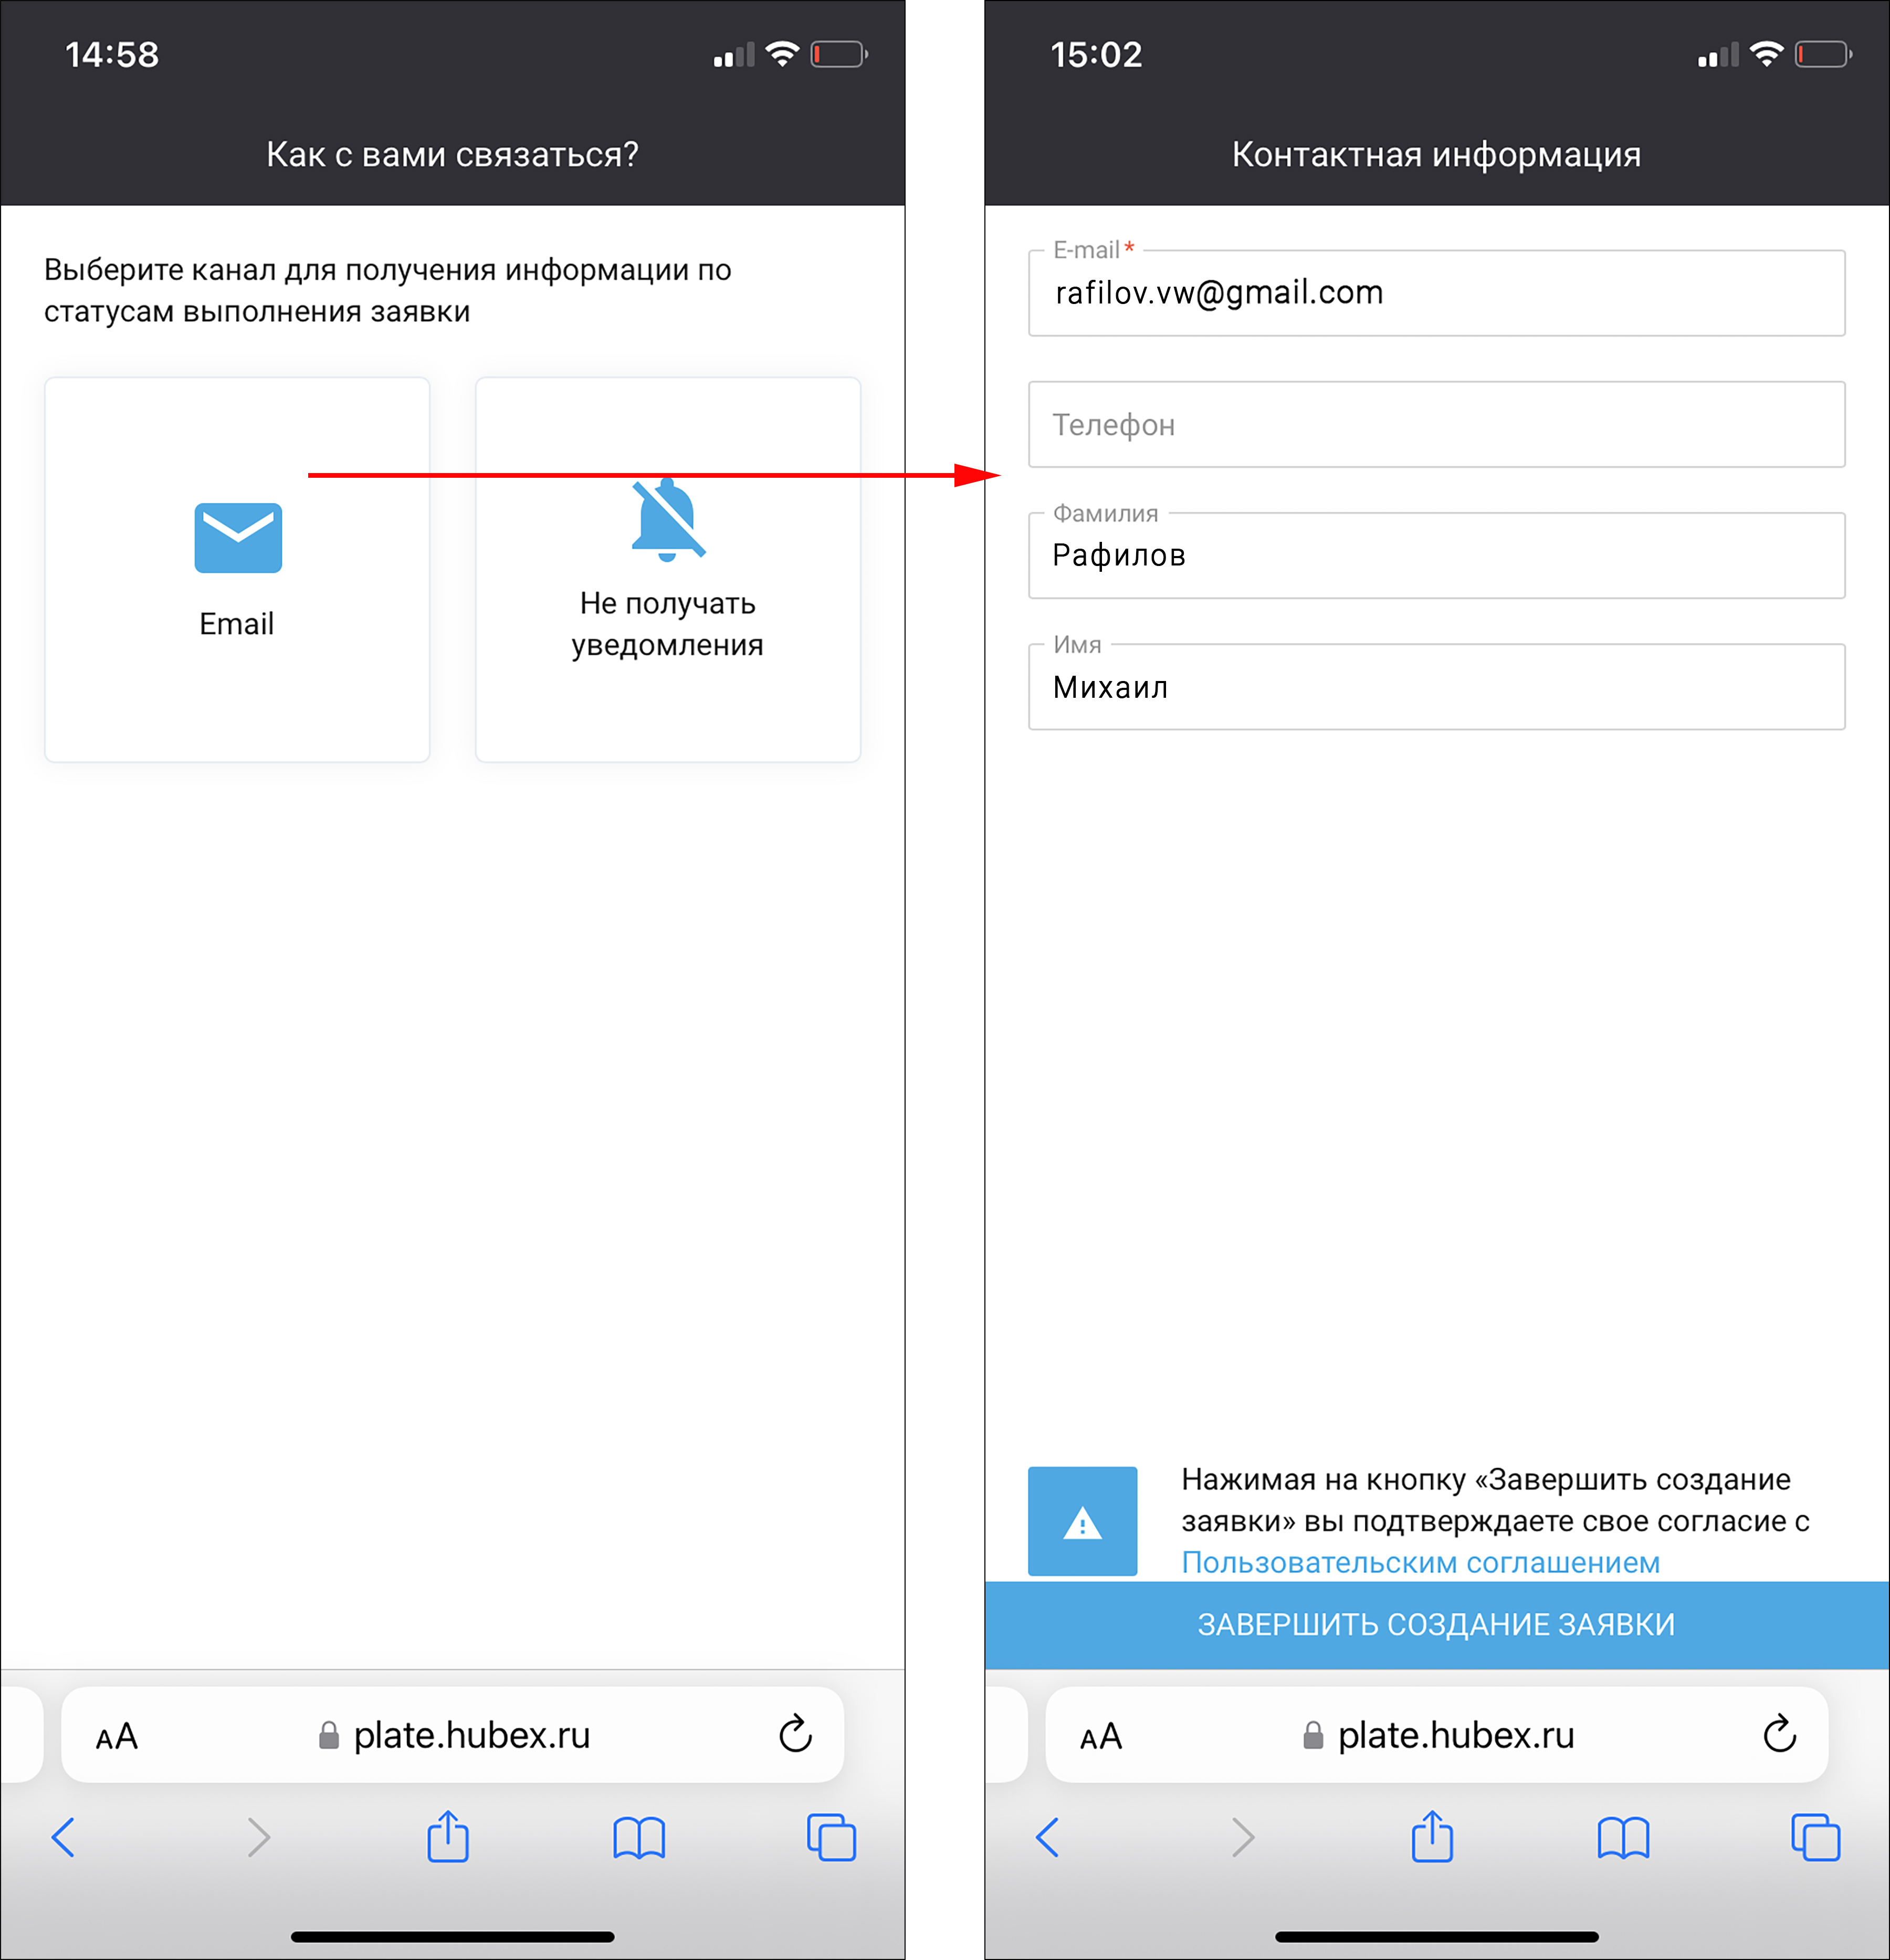 14:58
Как с вами связаться?
Выберите канал для получения информации по
статусам выполнения заявки
Email
Не получать
уведомления
AA
plate.hubex.ru
15:02
Контактная информация
E-mail *
rafilov.vw@gmail.com
Телефон
Фамилия
Рафилов
Имя
Михаил
Нажимая на кнопку «Завершить создание
заявки» вы подтверждаете свое согласие с
Пользовательским соглашением
ЗАВЕРШИТЬ СОЗДАНИЕ ЗАЯВКИ
AA
plate.hubex.ru